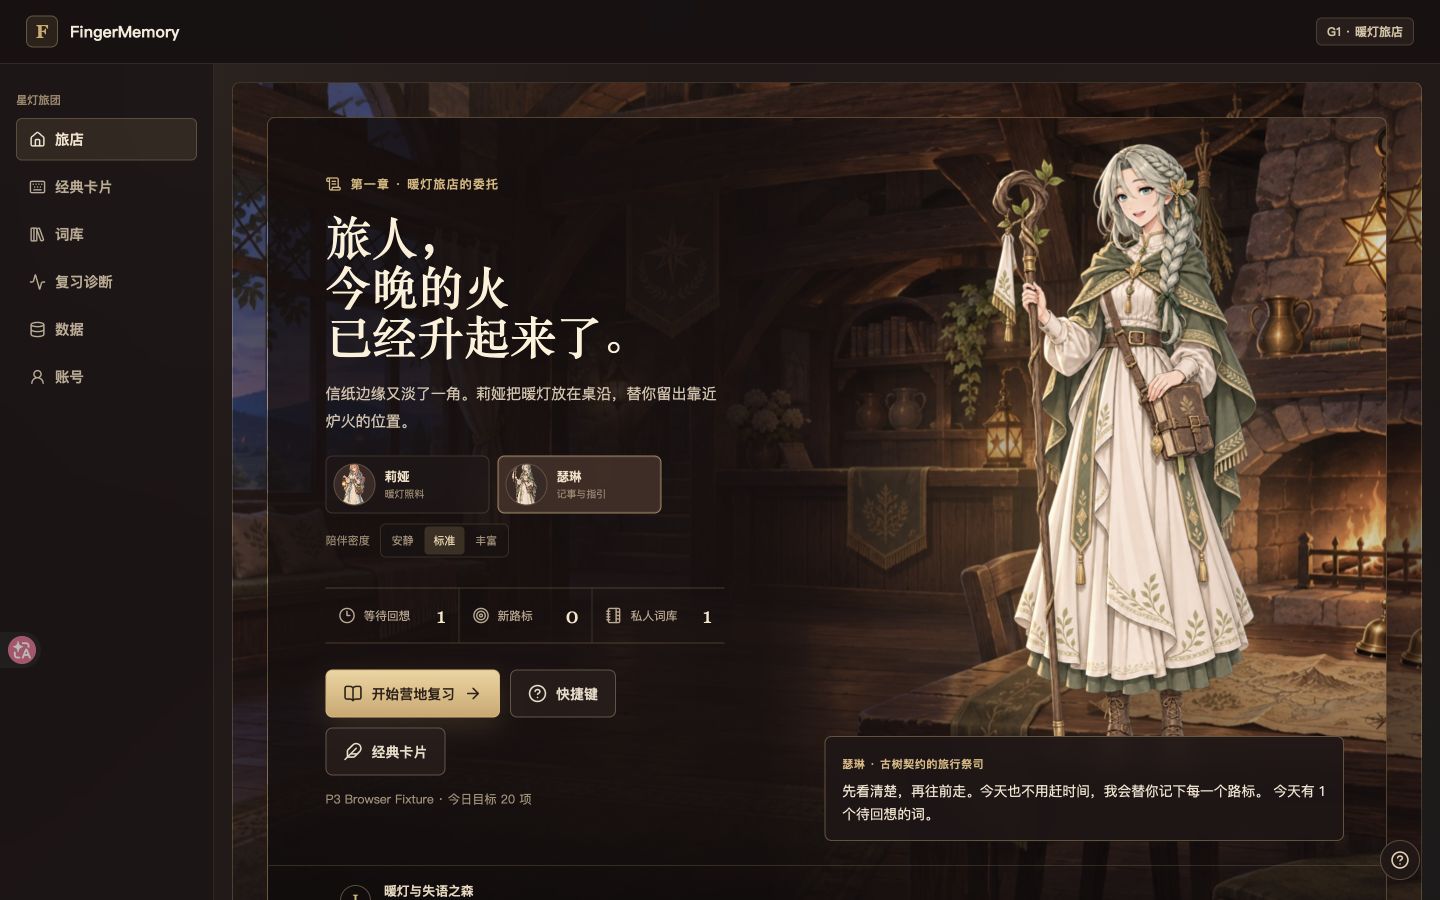 F FingerMemory
G1 · 暖灯旅店
星灯旅团
旅店
经典卡片
词库
复习诊断
数据
账号
第一章 · 暖灯旅店的委托
旅人，
今晚的火
已经升起来了。
信纸边缘又淡了一角。莉娅把暖灯放在桌沿，替你留出靠近
炉火的位置。
莉娅
暖灯照料
瑟琳
记事与指引
陪伴密度 安静 标准 丰富
等待回想 1 新路标 0 私人词库 1
开始营地复习 快捷键
经典卡片
P3 Browser Fixture · 今日目标 20 项
瑟琳 · 古树契约的旅行祭司
先看清楚，再往前走。今天也不用赶时间，我会替你记下每一个路标。 今天有 1
个待回想的词。
暖灯与失语之森